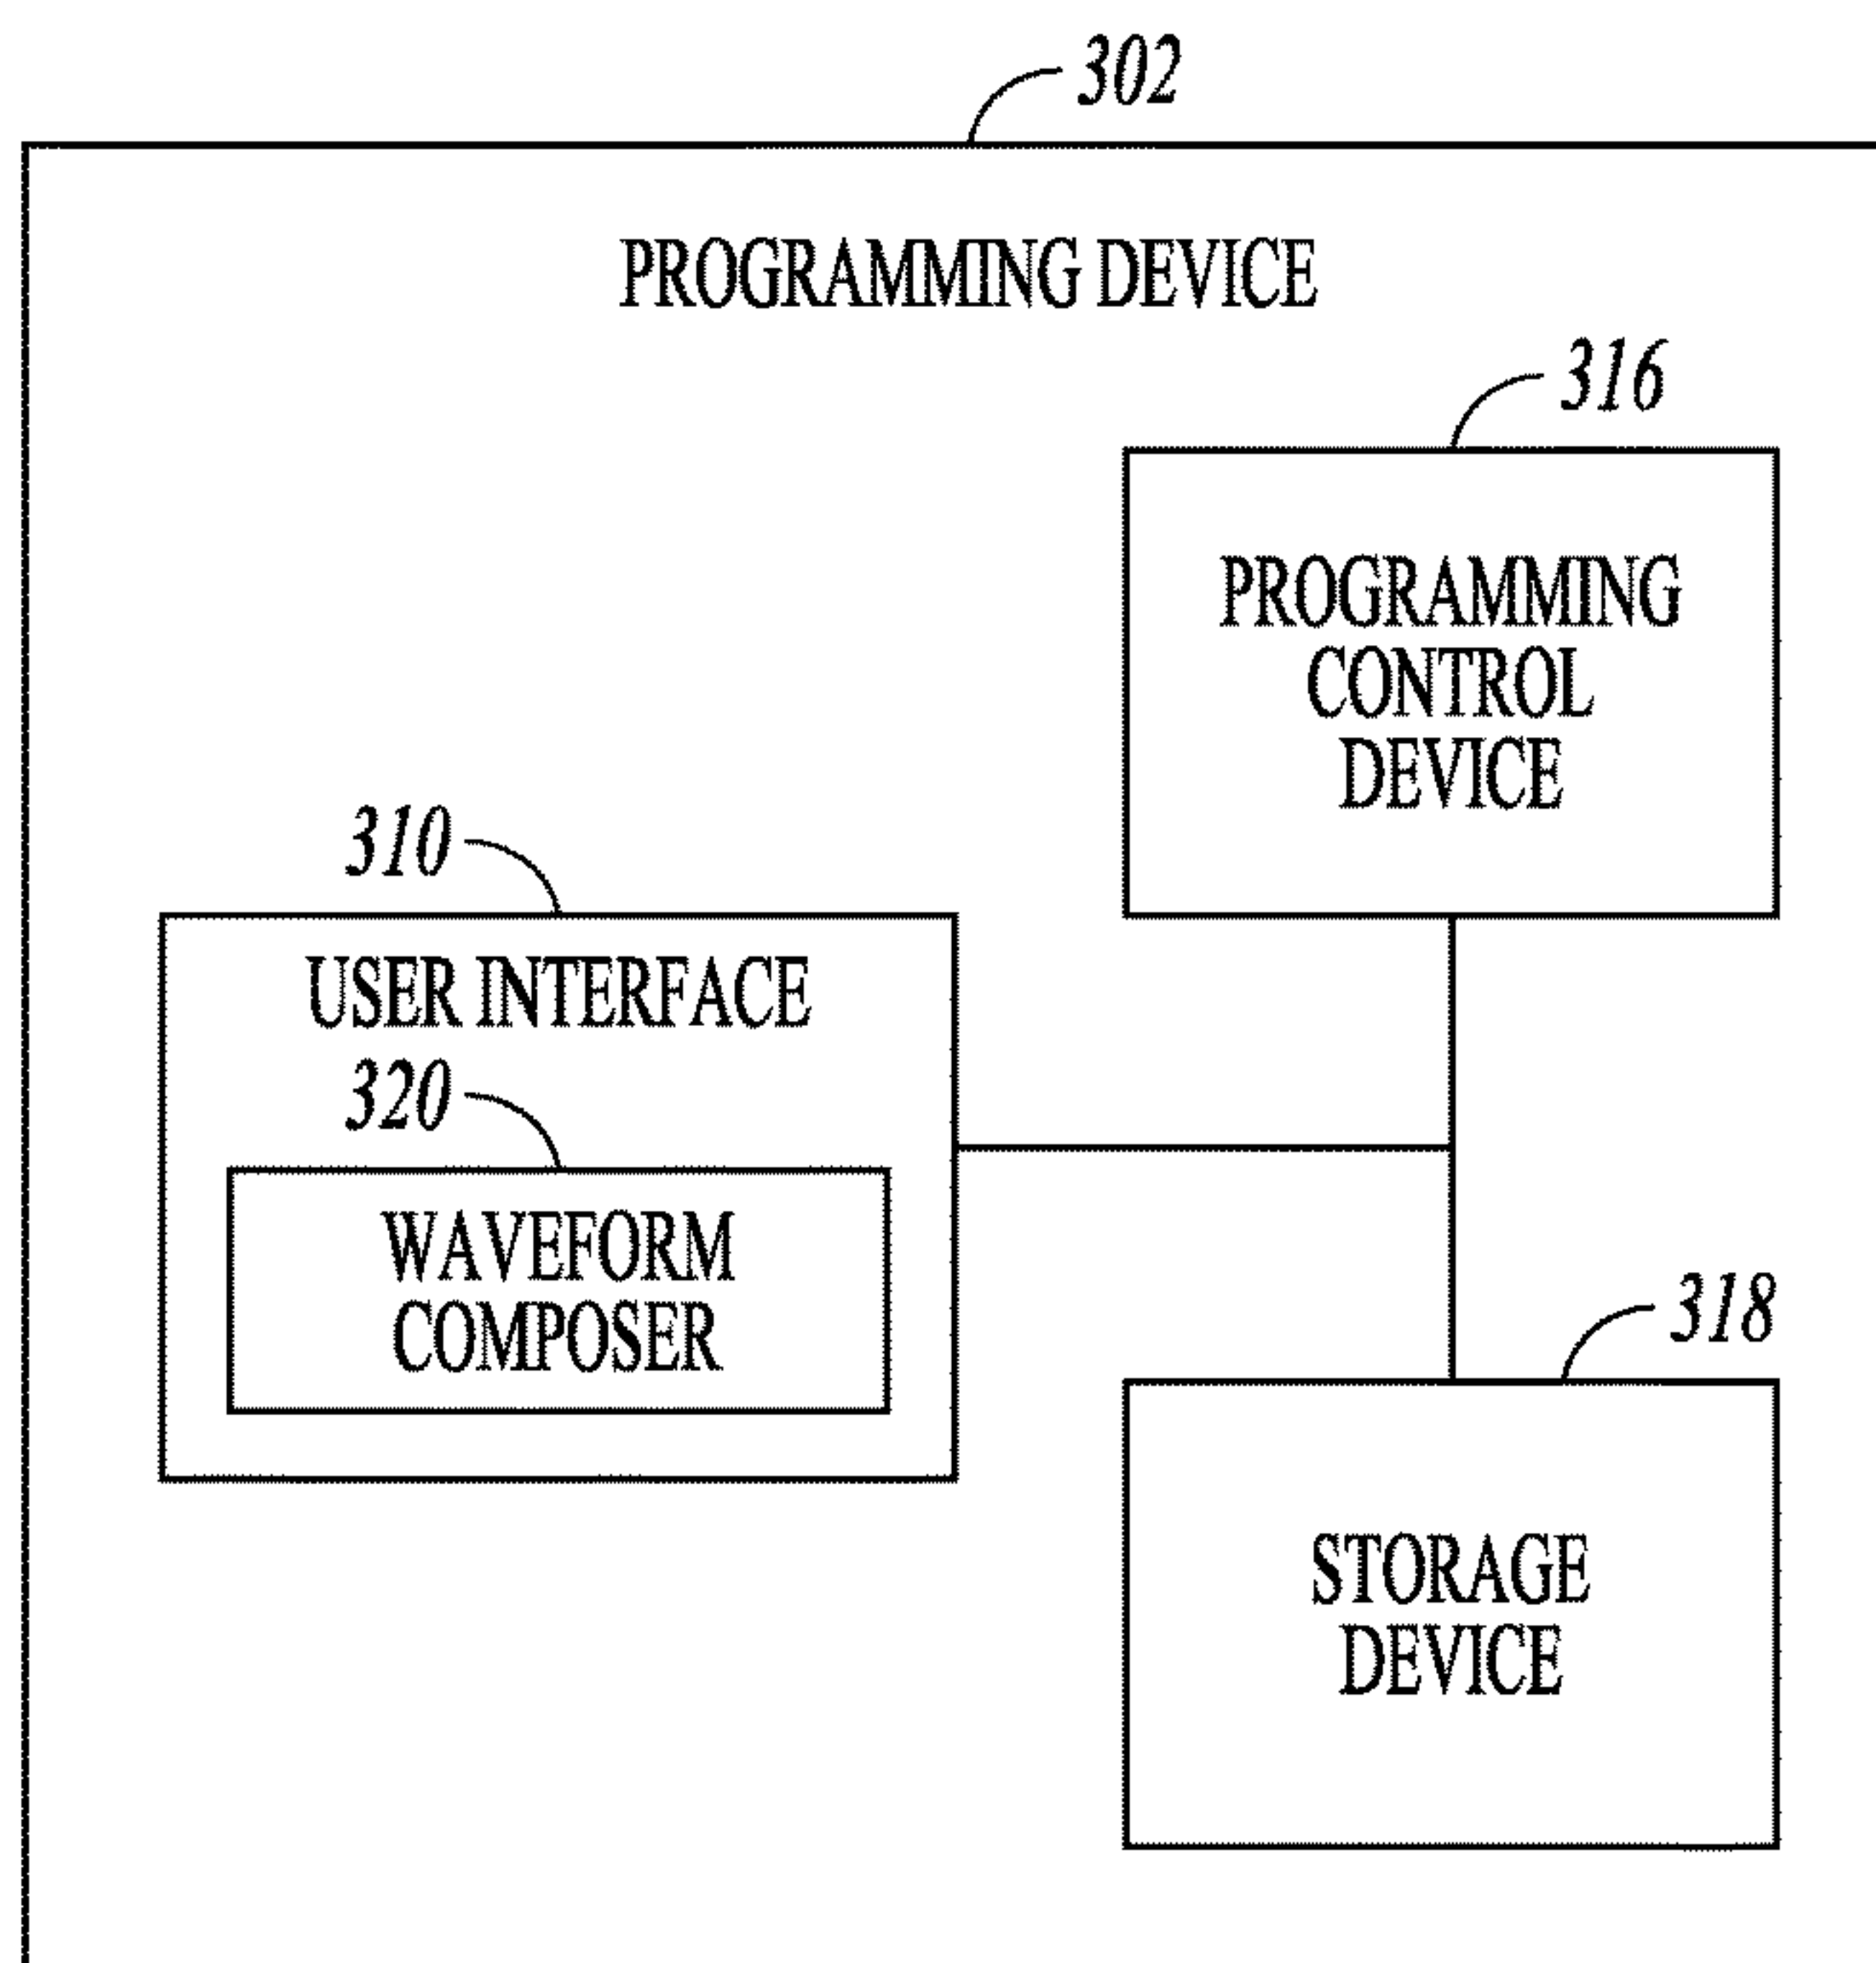 302
PROGRAMMING DEVICE
316
PROGRAMMING
CONTROL
DEVICE
310
USER INTERFACE
320
WAVEFORM
COMPOSER
318
STORAGE
DEVICE